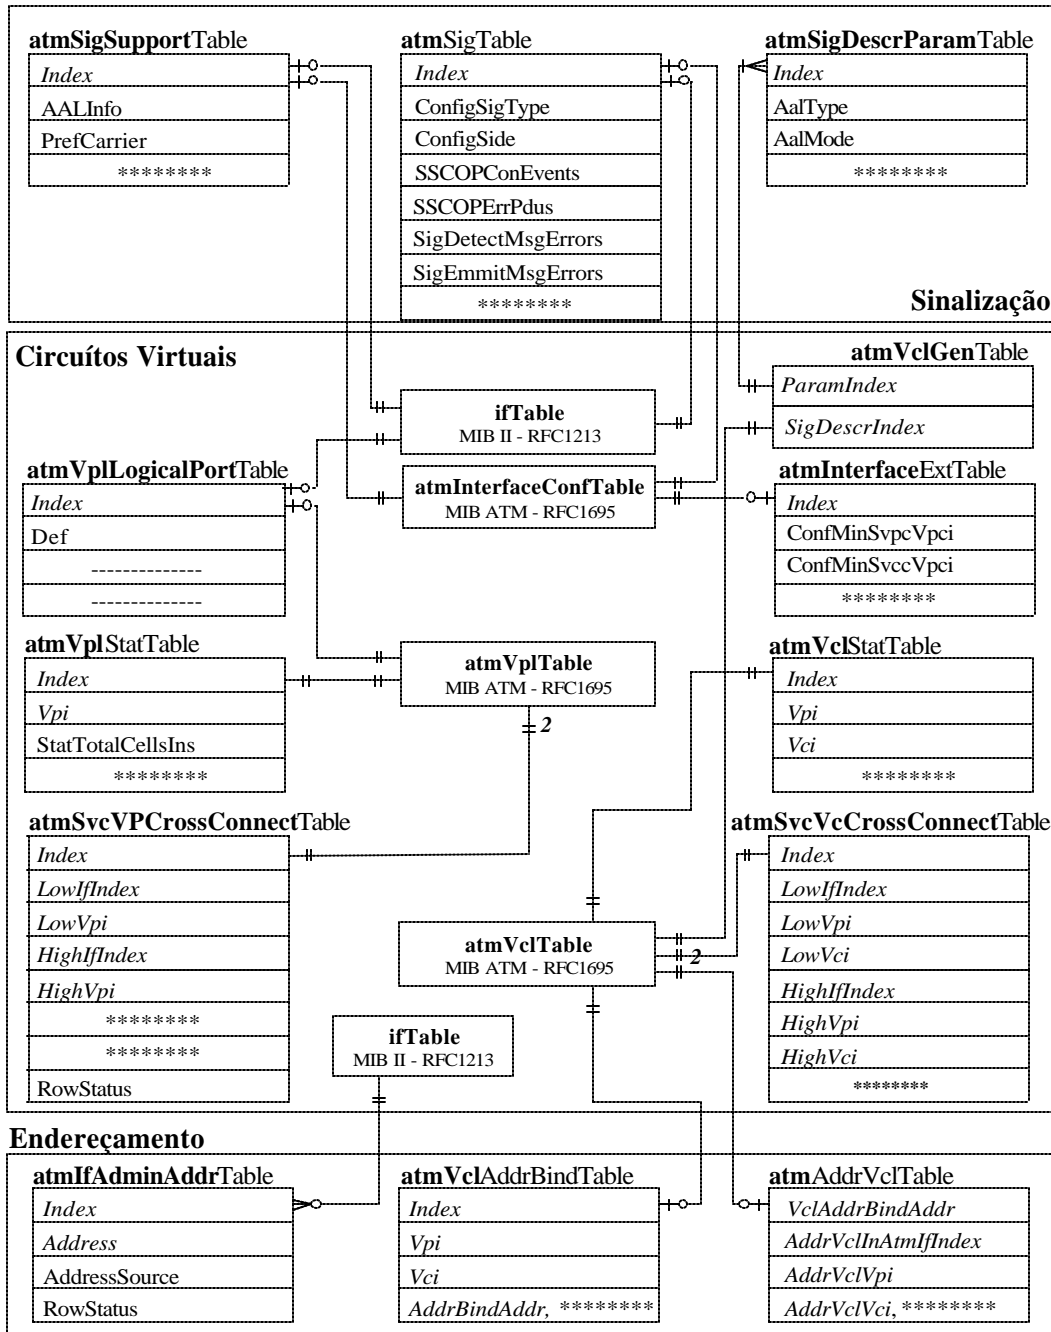 atmSigSupportTable
Index
AALInfo
PrefCarrier
********
atmSigTable
Index
ConfigSigType
ConfigSide
SSCOPConEvents
SSCOPErrPdus
SigDetectMsgErrors
SigEmmitMsgErrors
********
atmSigDescrParamTable
Index
AalType
AalMode
********
Sinalização
Circuítos Virtuais
atmVclGenTable
ParamIndex
SigDescrIndex
ifTable
MIB II - RFC1213
atmVplLogicalPortTable
Index
Def
--------------
--------------
atmInterfaceConfTable
MIB ATM - RFC1695
atmInterfaceExtTable
Index
ConfMinSvpcVpci
ConfMinSvccVpci
********
atmVplStatTable
Index
Vpi
StatTotalCellsIns
********
atmVplTable
MIB ATM - RFC1695
2
atmVclStatTable
Index
Vpi
Vci
********
atmSvcVPCrossConnectTable
Index
LowIfIndex
LowVpi
HighIfIndex
HighVpi
********
********
RowStatus
atmVclTable
MIB ATM - RFC1695
2
atmSvcVcCrossConnectTable
Index
LowIfIndex
LowVpi
LowVci
HighIfIndex
HighVpi
HighVci
********
ifTable
MIB II - RFC1213
Endereçamento
atmIfAdminAddrTable
Index
Address
AddressSource
RowStatus
atmVclAddrBindTable
Index
Vpi
Vci
AddrBindAddr, ********
atmAddrVclTable
VclAddrBindAddr
AddrVclInAtmIfIndex
AddrVclVpi
AddrVclVci, ********